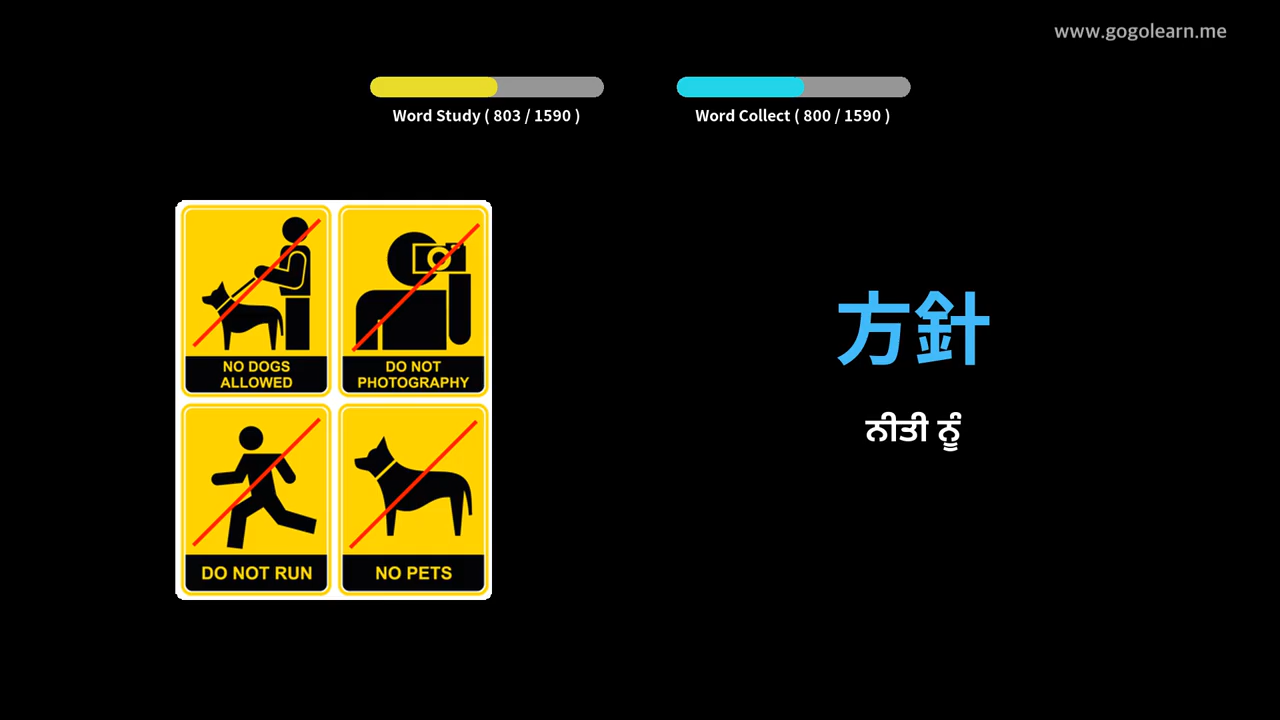 www.gogolearn.me
Word Study ( 803 / 1590 )
Word Collect ( 800 / 1590 )
NO DOGS
ALLOWED
DO NOT
PHOTOGRAPHY
DO NOT RUN
NO PETS
方針
ਨੀਤੀ ਨੂੰ